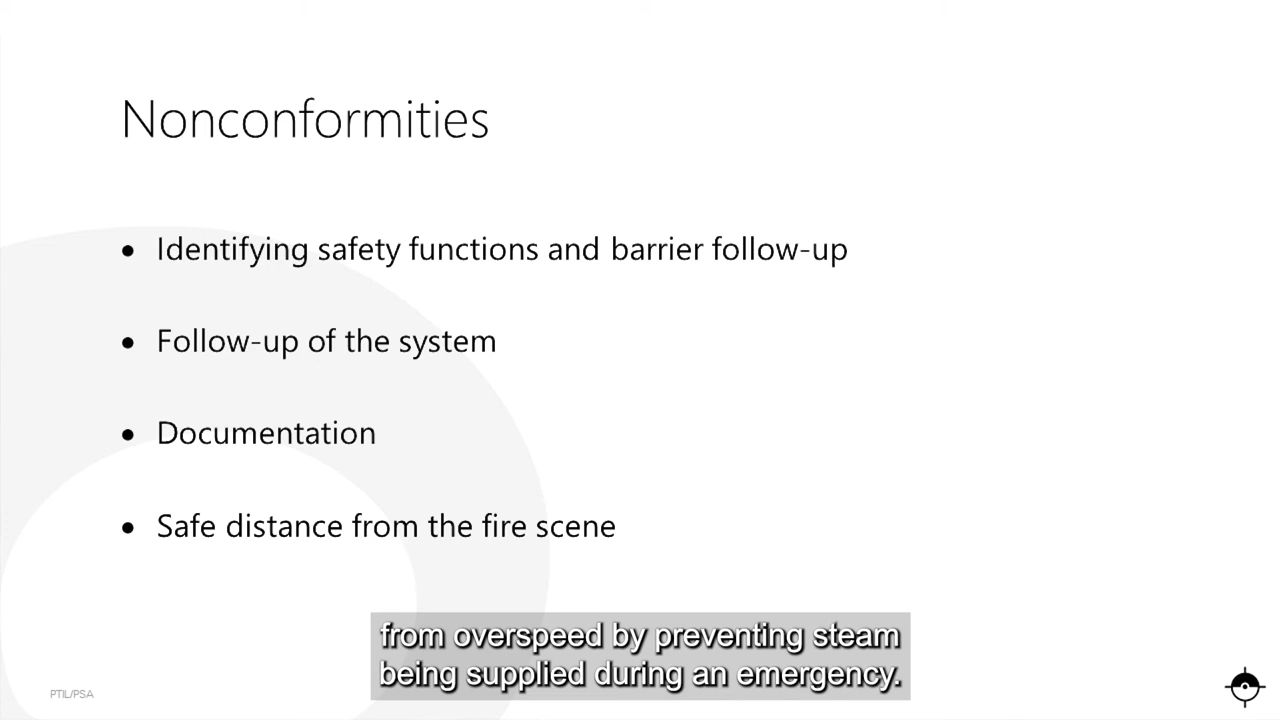 Nonconformities
• Identifying safety functions and barrier follow-up
• Follow-up of the system
• Documentation
• Safe distance from the fire scene
from overspeed by preventing steam
being supplied during an emergency.
PTIL/PSA